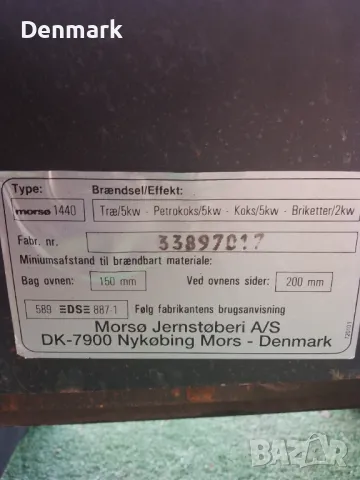 Denmark
Type: Brændsel/Effekt:
morsø 1440 Træ/5kw - Petrokoks/5kw - Koks/5kw - Briketter/2kw
Fabr. nr. 33897017
Miniumsafstand til brændbart materiale:
Bag ovnen: 150 mm Ved ovnens sider: 200 mm
589 EDSE 887-1 Følg fabrikantens brugsanvisning
Morsø Jernstøberi A/S
DK-7900 Nykøbing Mors - Denmark
BAZAR